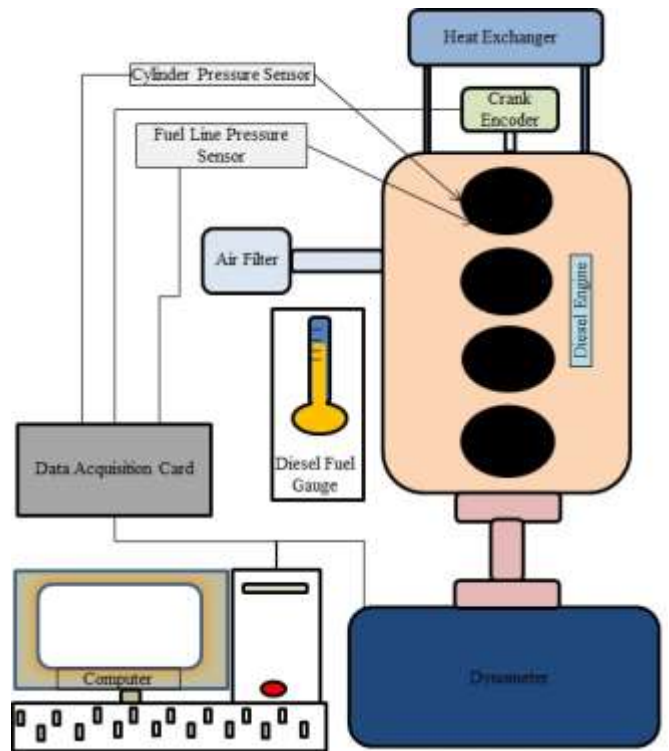 Heat Exchanger
Cylinder Pressure Sensor
Crank
Encoder
Fuel Line Pressure
Sensor
Air Filter
Diesel Engine
Data Acquisition Card
Diesel Fuel
Gauge
Computer
Dynometer